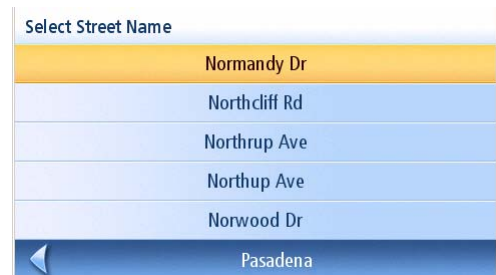 Select Street Name
Normandy Dr
Northcliff Rd
Northrup Ave
Northup Ave
Norwood Dr
Pasadena